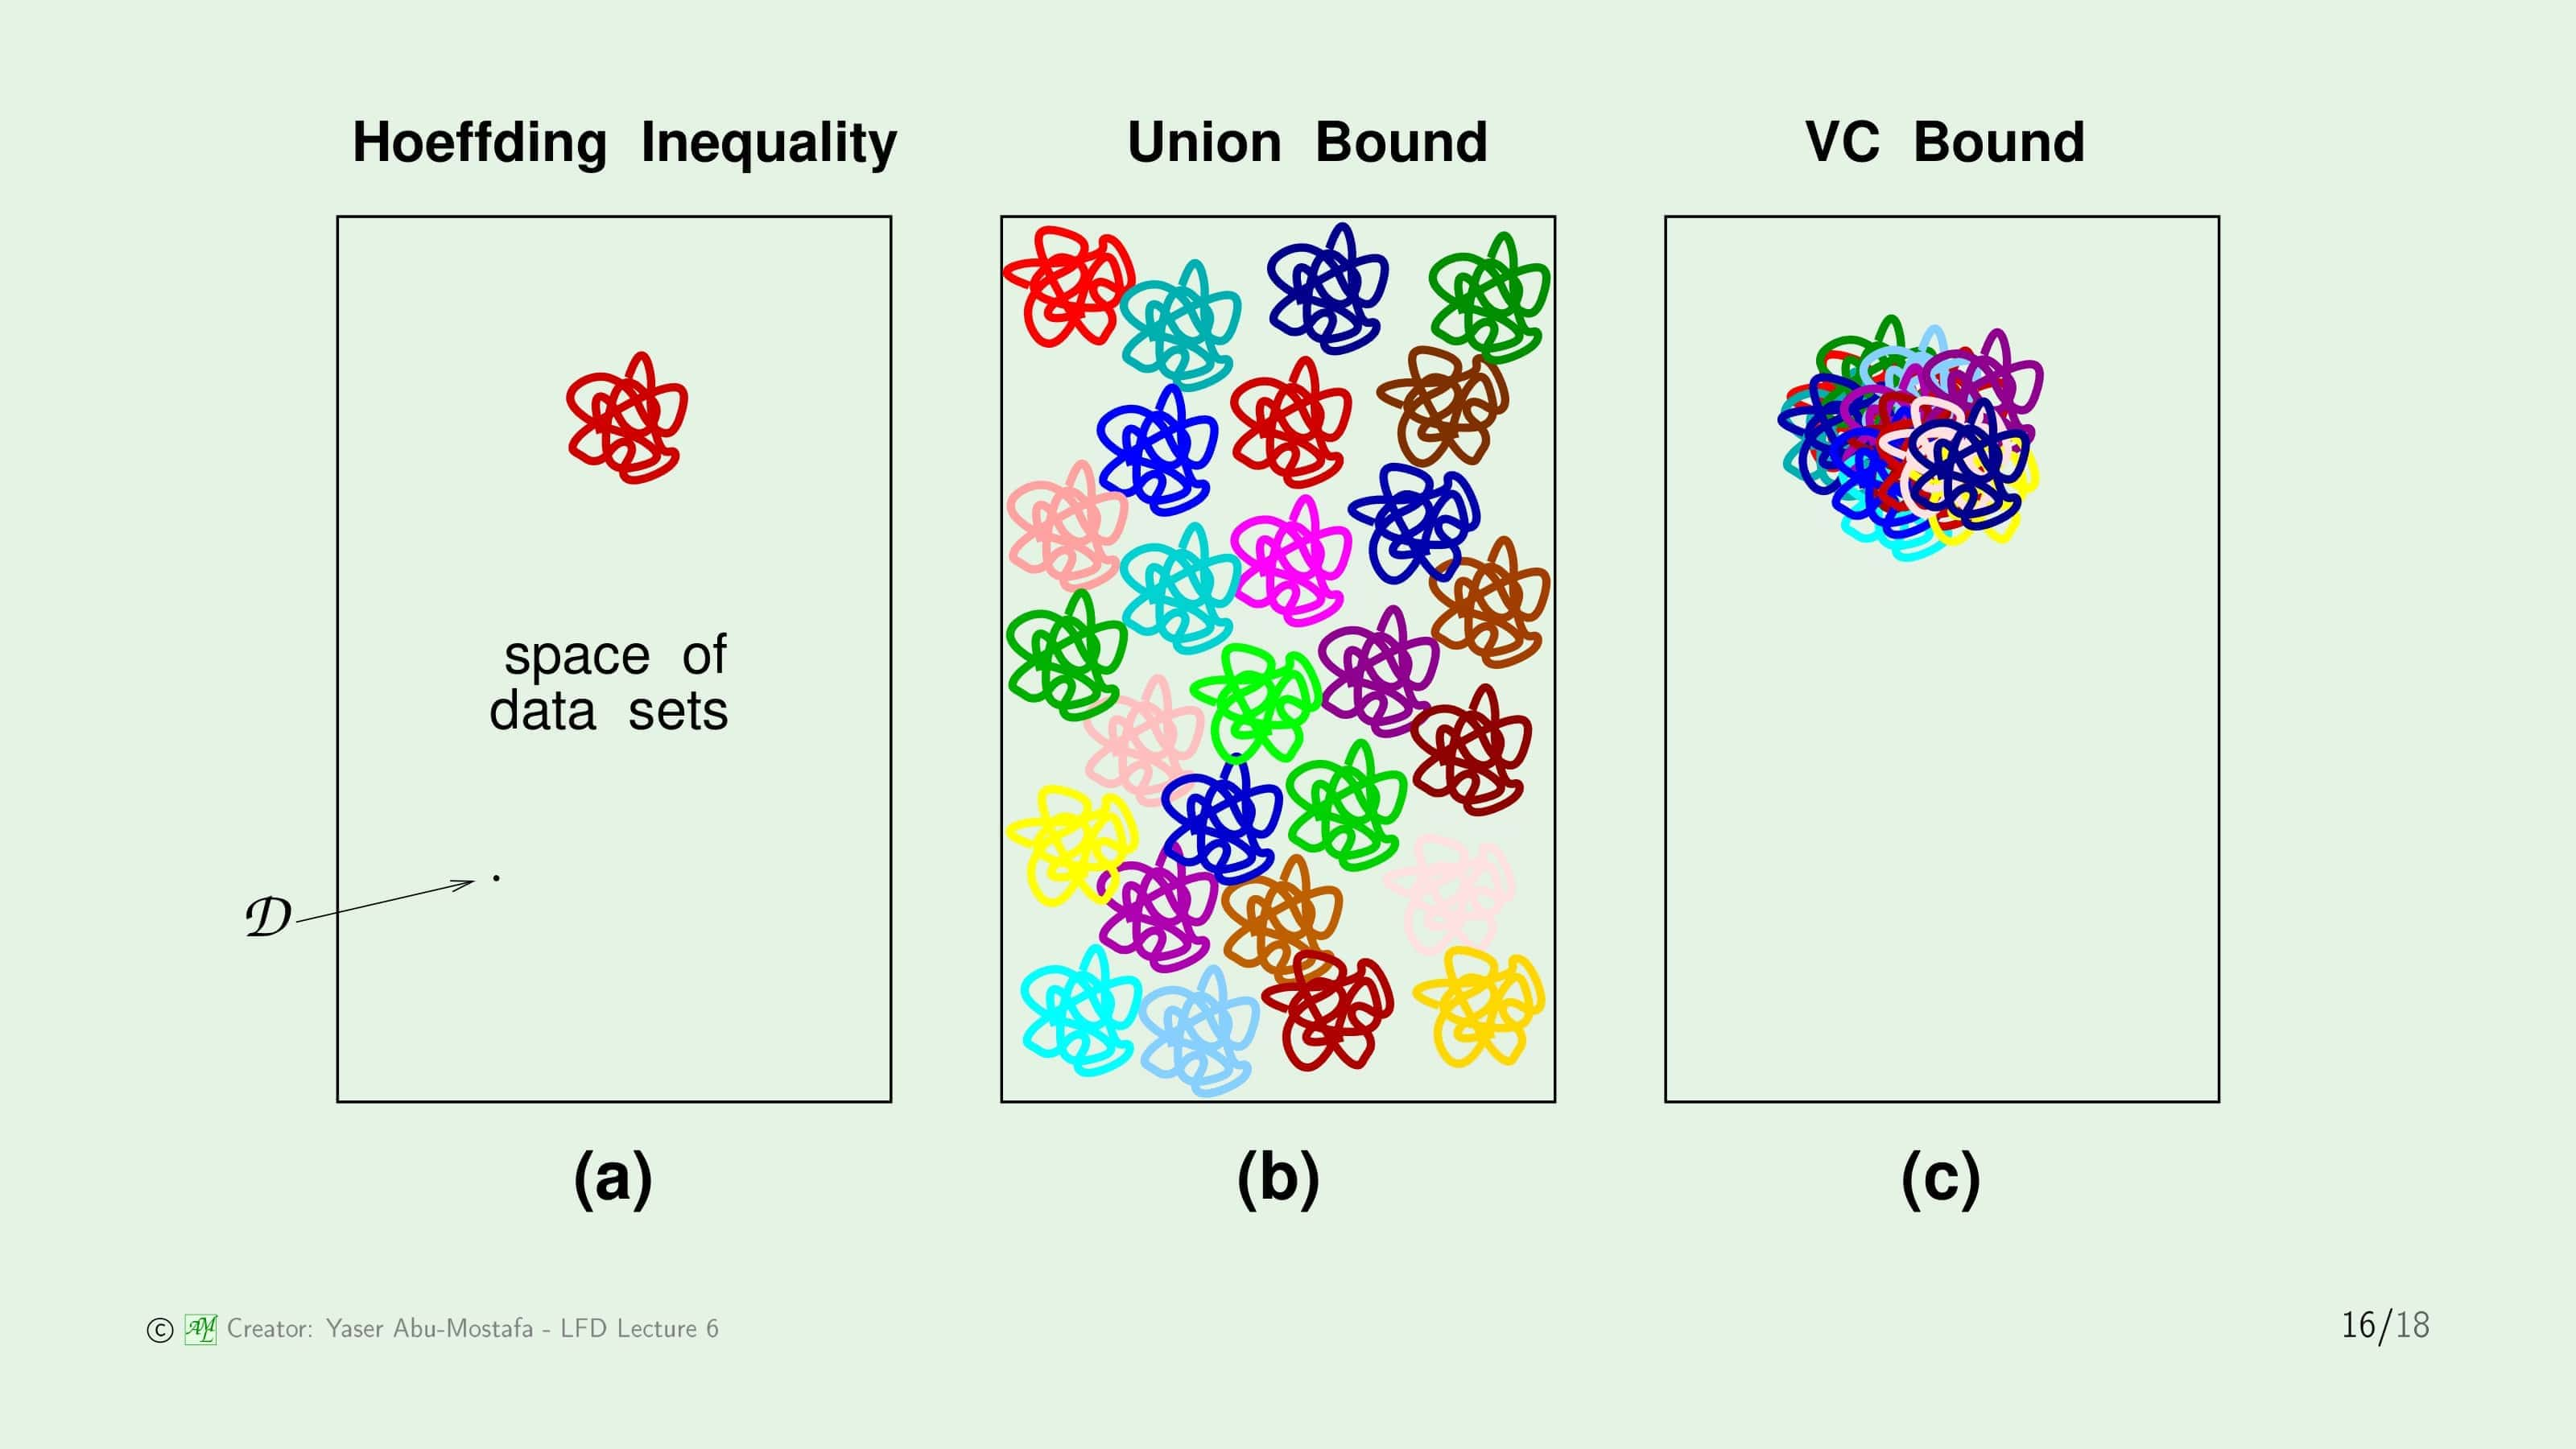 Hoeffding Inequality
Union Bound
VC Bound
space of
data sets
𝒟
(a)
(b)
(c)
© AML Creator: Yaser Abu-Mostafa - LFD Lecture 6
16/18